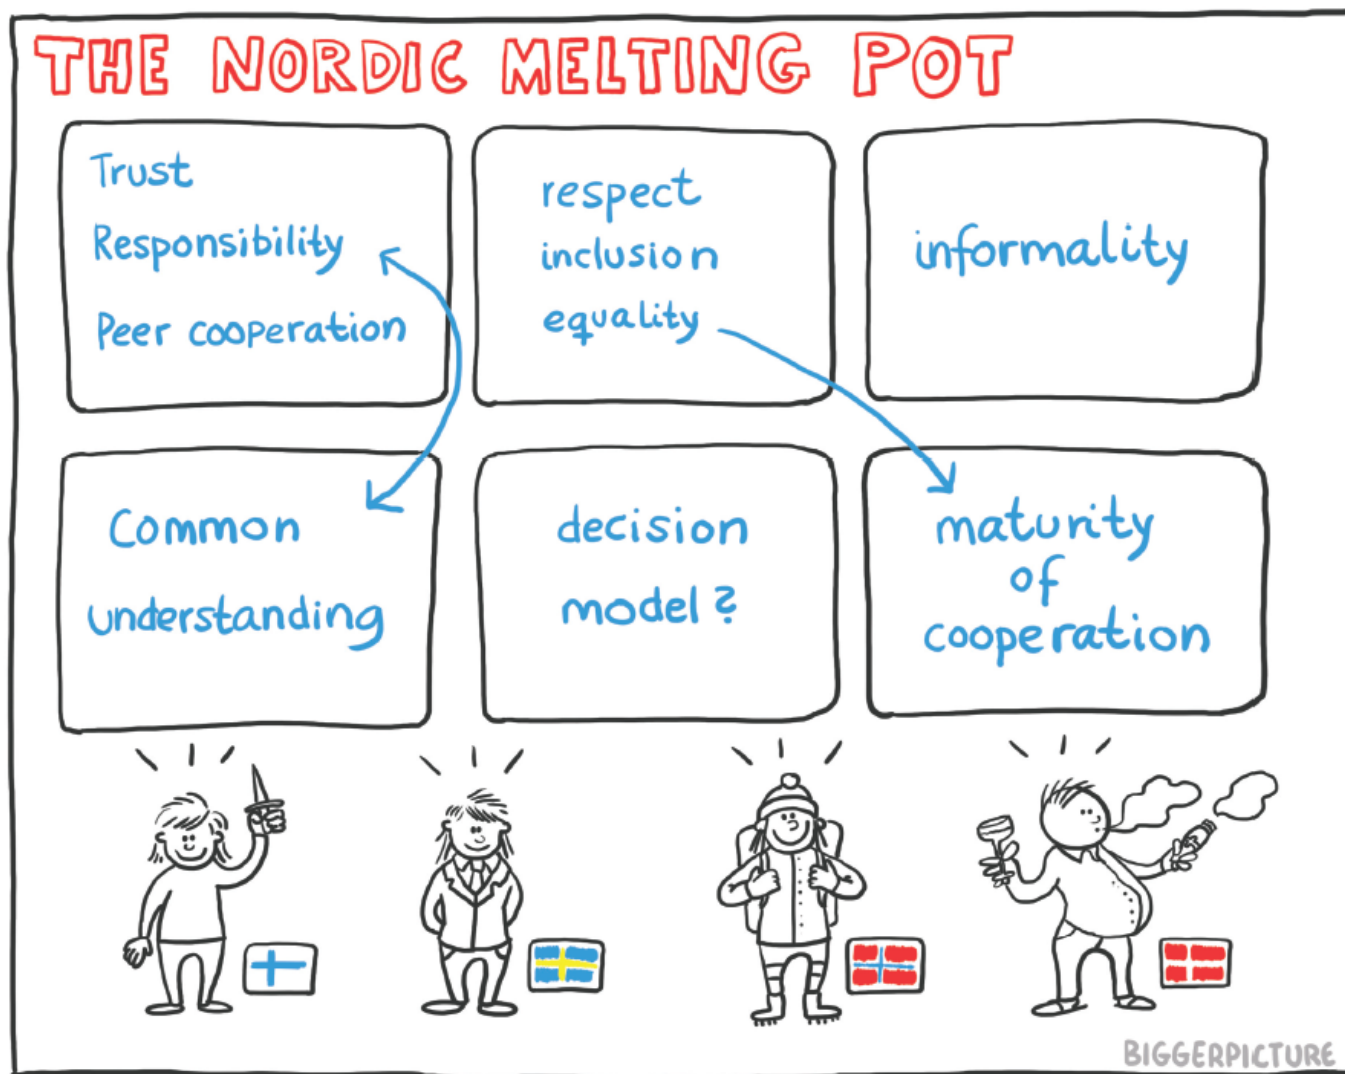 THE NORDIC MELTING POT
Trust
Responsibility
Peer cooperation
respect
inclusion
equality
informality
Common
understanding
decision
model?
maturity
of
cooperation
BIGGERPICTURE